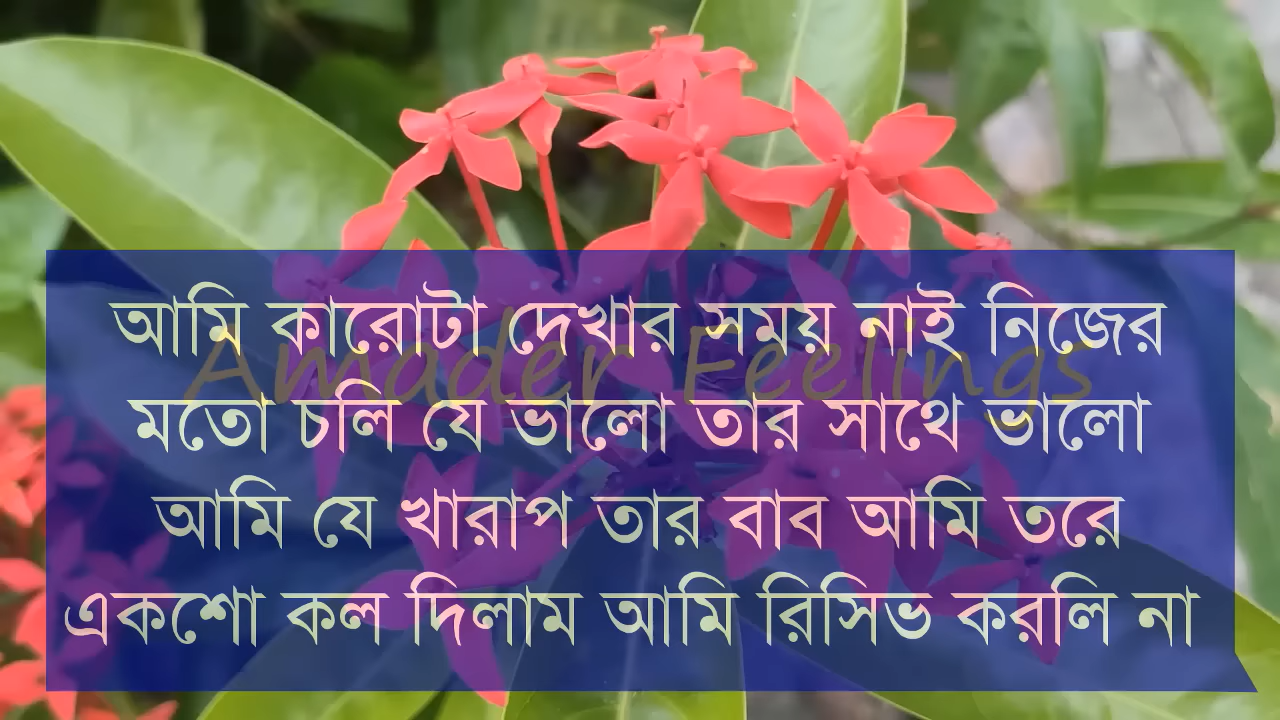 আমি কারোটা দেখার সময় নাই নিজের
Amader Feelings
মতো চলি যে ভালো তার সাথে ভালো
আমি যে খারাপ তার বাব আমি তরে
একশো কল দিলাম আমি রিসিভ করলি না